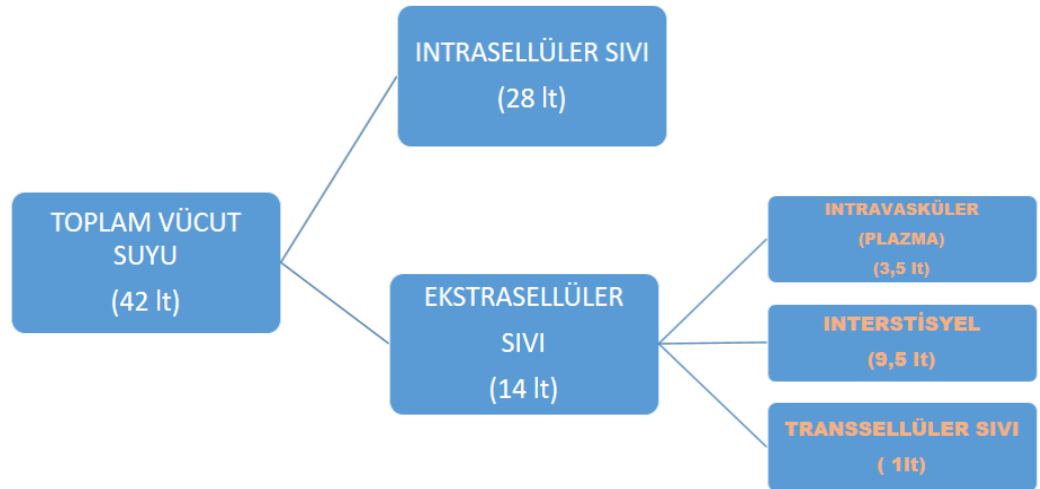 INTRASELLÜLER SIVI
(28 lt)
TOPLAM VÜCUT
SUYU
(42 lt)
EKSTRASELLÜLER
SIVI
(14 lt)
INTRAVASKÜLER
(PLAZMA)
(3,5 lt)
INTERSTİSYEL
(9,5 lt)
TRANSSELLÜLER SIVI
( 1lt)